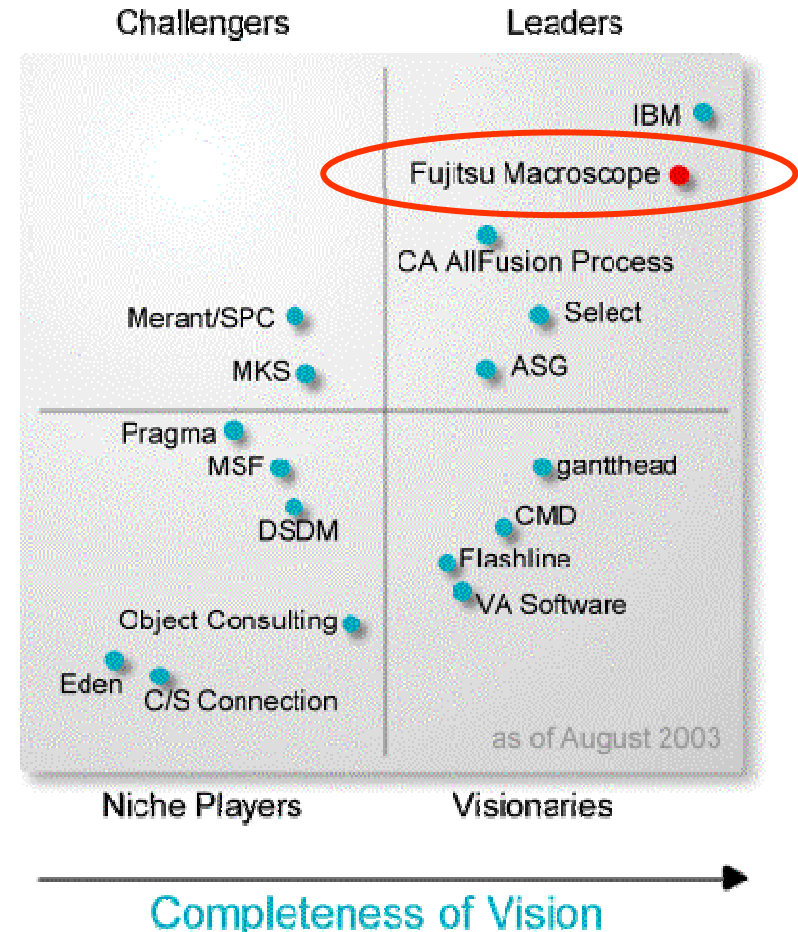 Challengers
Leaders
IBM
Fujitsu Macroscope
CA AllFusion Process
Merant/SPC
Select
MKS
ASG
Pragma
MSF
gantthead
DSDM
CMD
Flashline
VA Software
Object Consulting
Eden
C/S Connection
as of August 2003
Niche Players
Visionaries
Completeness of Vision